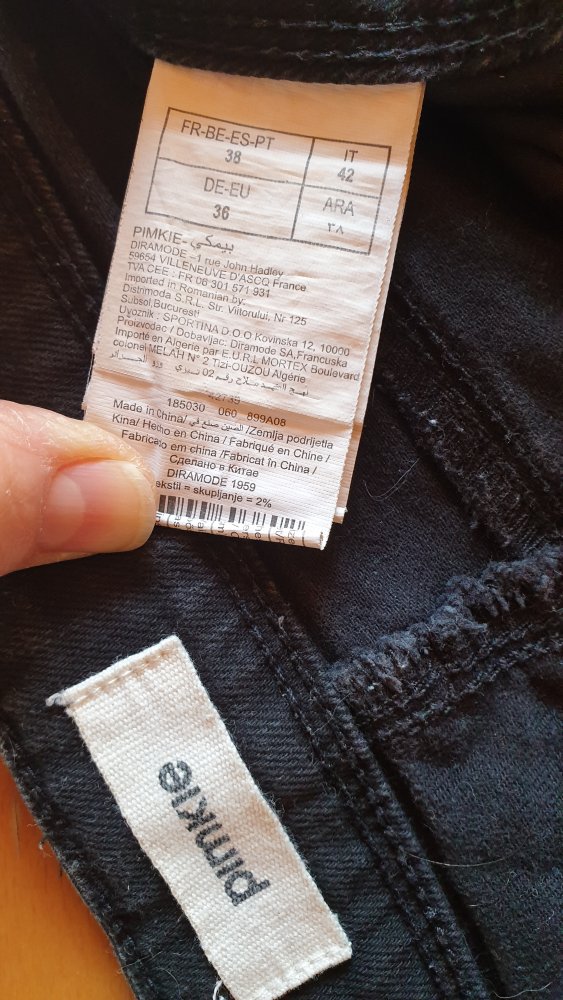 FR-BE-ES-PT
38
IT
42
DE-EU
36
ARA
٣٨
PIMKIE-بيمكي
DIRAMODE -1 rue John Hadley
59654 VILLENEUVE D'ASCQ France
TVA CEE : FR 06 301 571 931
Imported in Romanian by:
Distrimoda S.R.L. Str. Viitorului, Nr 125
Subsol,Bucuresti
Uvoznik : SPORTINA D O O Kovinska 12, 10000
Proizvodac / Dobavljac: Diramode SA,Francuska
Importé en Algérie par E.U.R.L MORTEX Boulevard
colonel MELAH N° 2 Tizi-OUZOU Algérie
185030 060 899A08
Made in China/ الصين صنع في /Zemlja podrijetla
Kina/ Hecho en China / Fabriqué en Chine /
Fabricado em china /Fabricat în China /
Сделано в Китае
DIRAMODE 1959
ekstil = skupljanje = 2%
pimkie